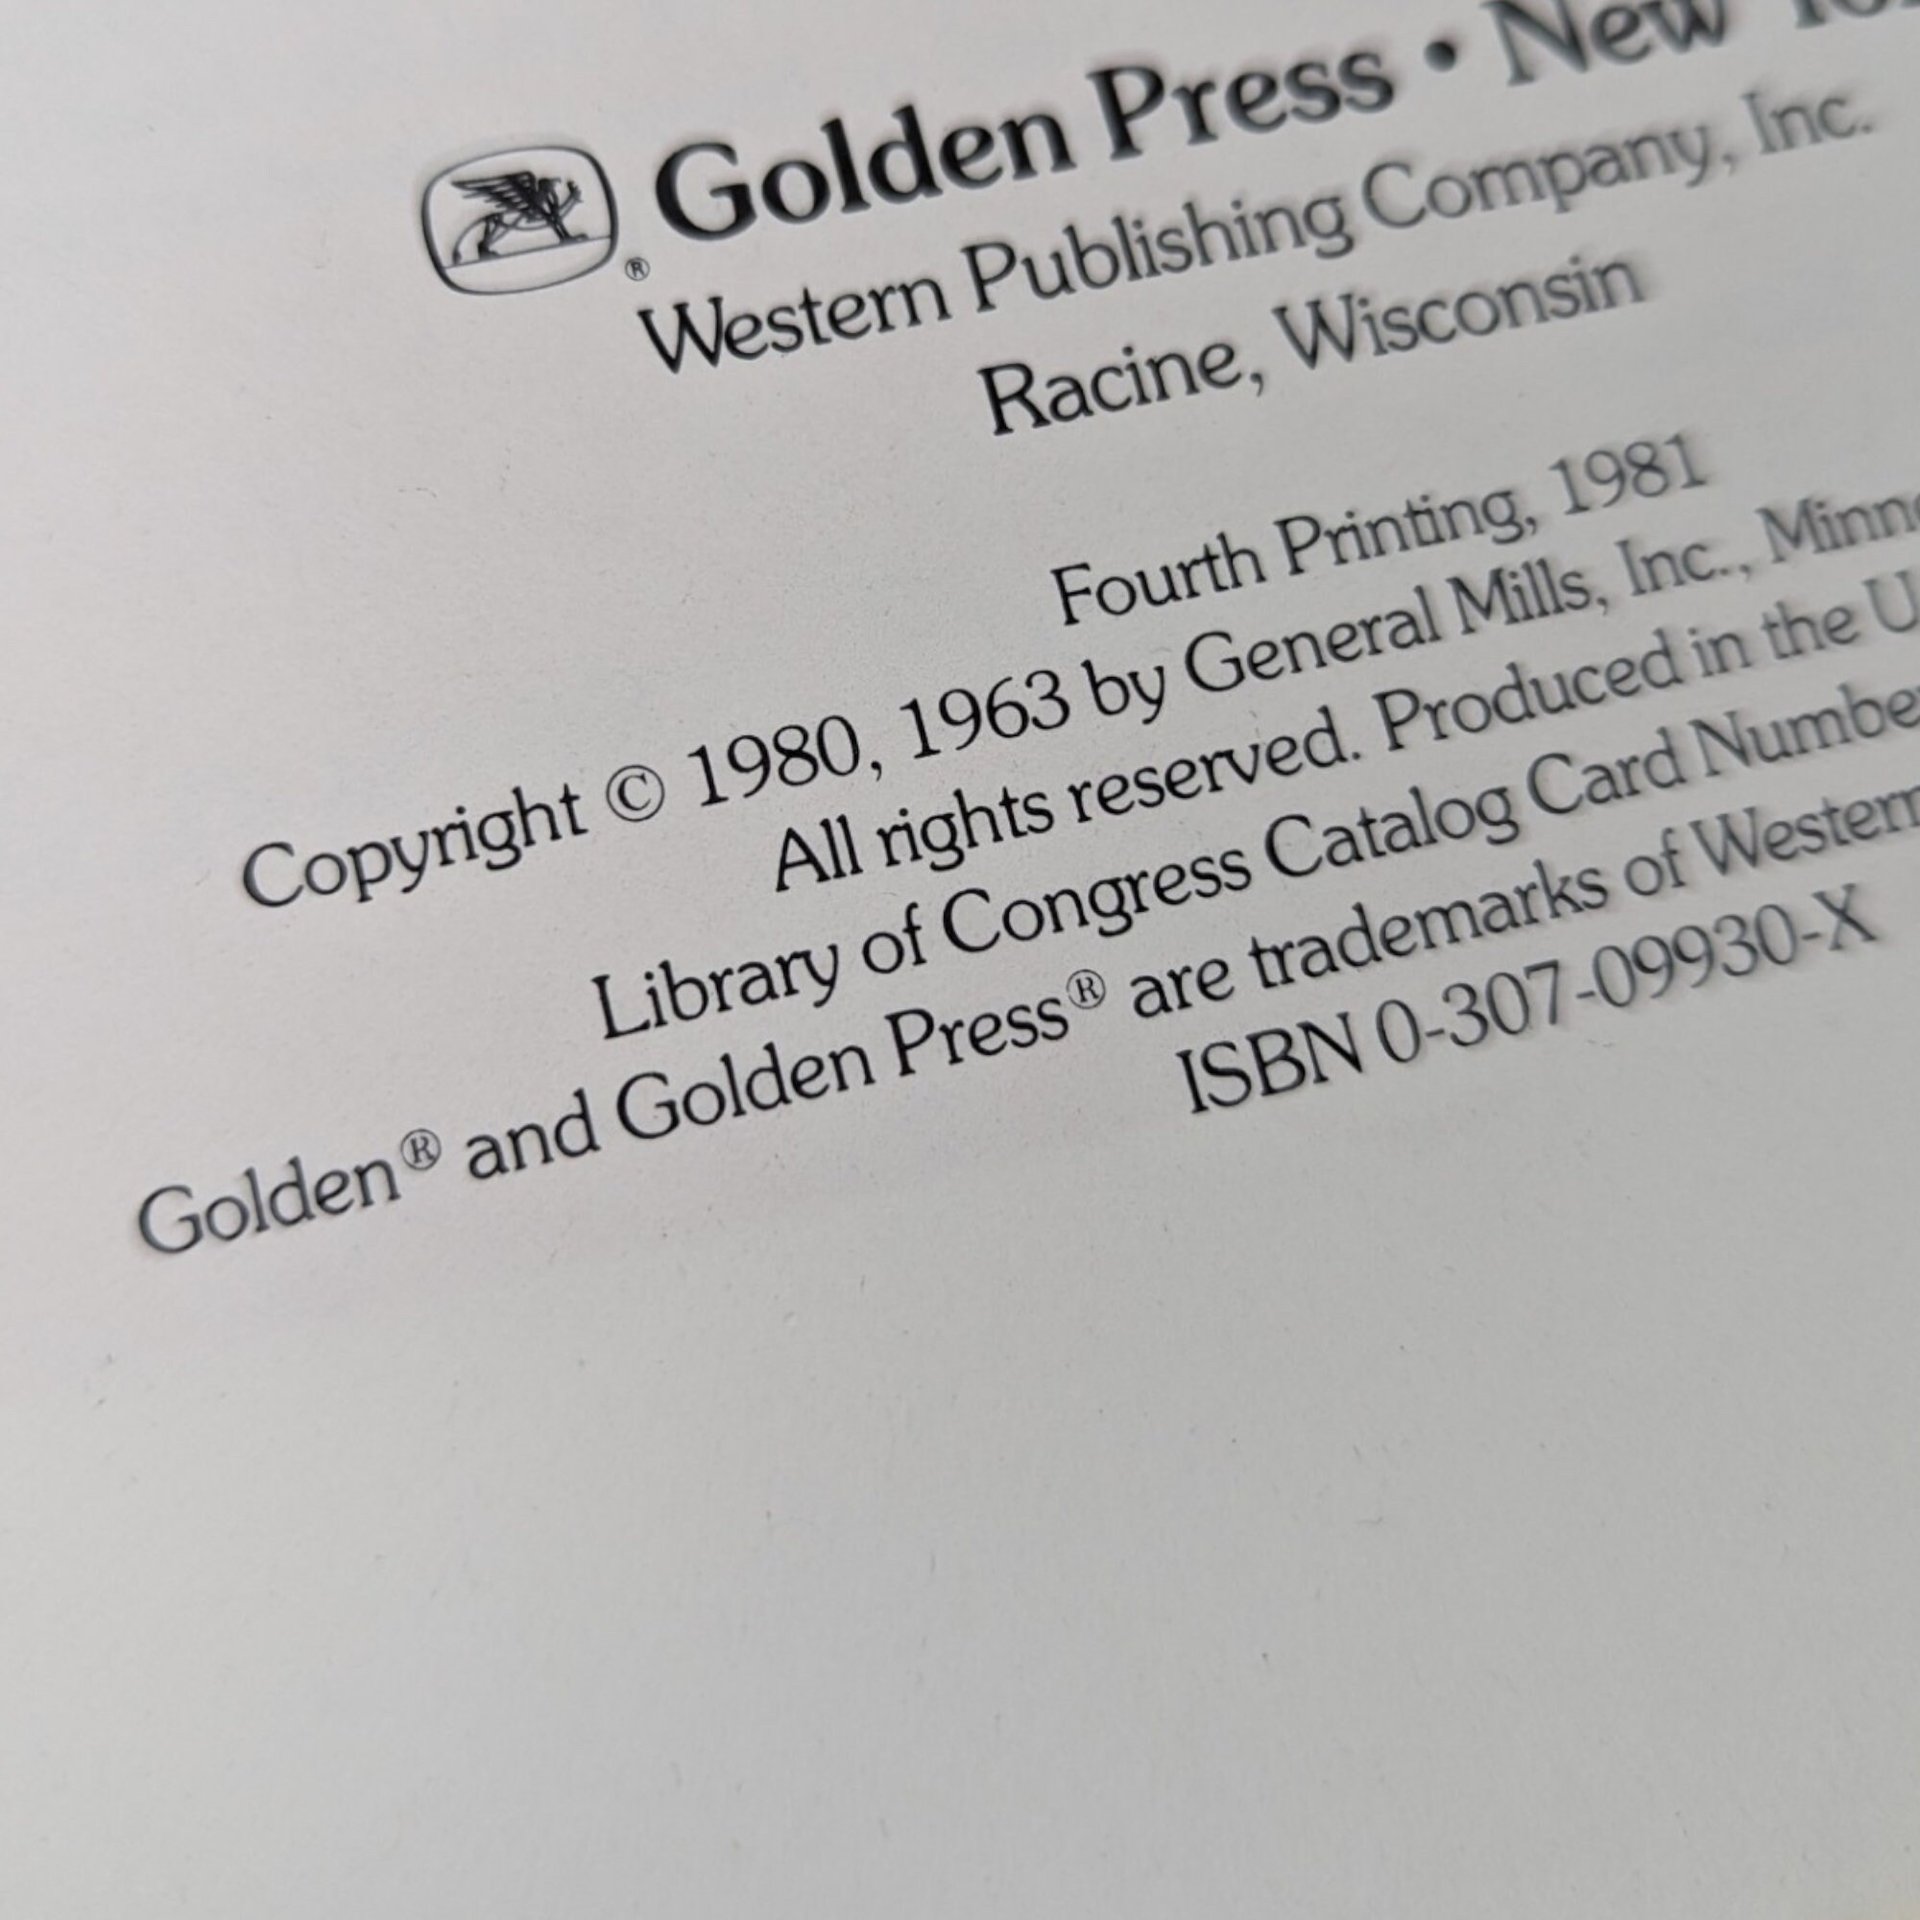 Golden Press • New
® Western Publishing Company, Inc.
Racine, Wisconsin
Fourth Printing, 1981
Copyright © 1980, 1963 by General Mills, Inc.,
All rights reserved. Produced in the
Library of Congress Catalog Card Number
Golden® and Golden Press® are trademarks of Western
ISBN 0-307-09930-X